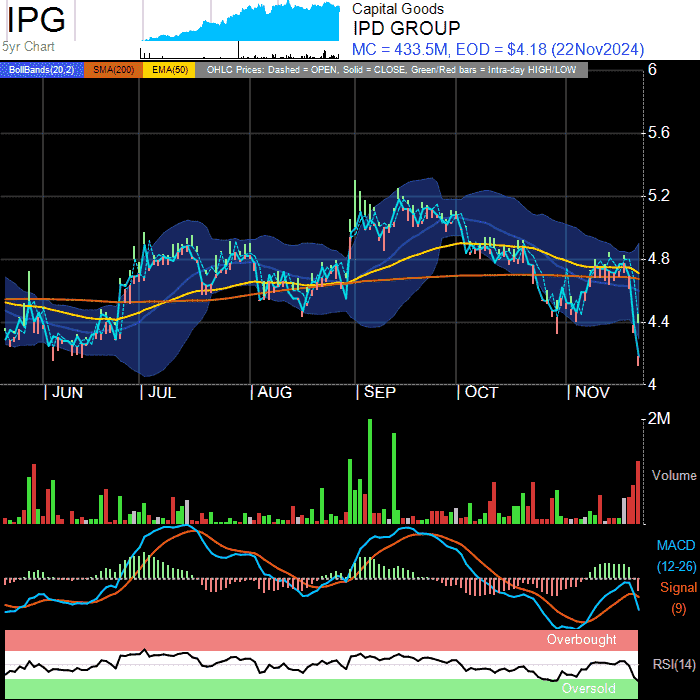 IPG
5yr Chart
Capital Goods
IPD GROUP
MC = 433.5M, EOD = $4.18 (22Nov2024)
BollBands(20,2) SMA(200) EMA(50) OHLC Prices: Dashed = OPEN, Solid = CLOSE, Green/Red bars = Intra-day HIGH/LOW
6
5.6
5.2
4.8
4.4
4
JUN JUL AUG SEP OCT NOV
2M
Volume
MACD
(12-26)
Signal
(9)
Overbought
RSI(14)
Oversold